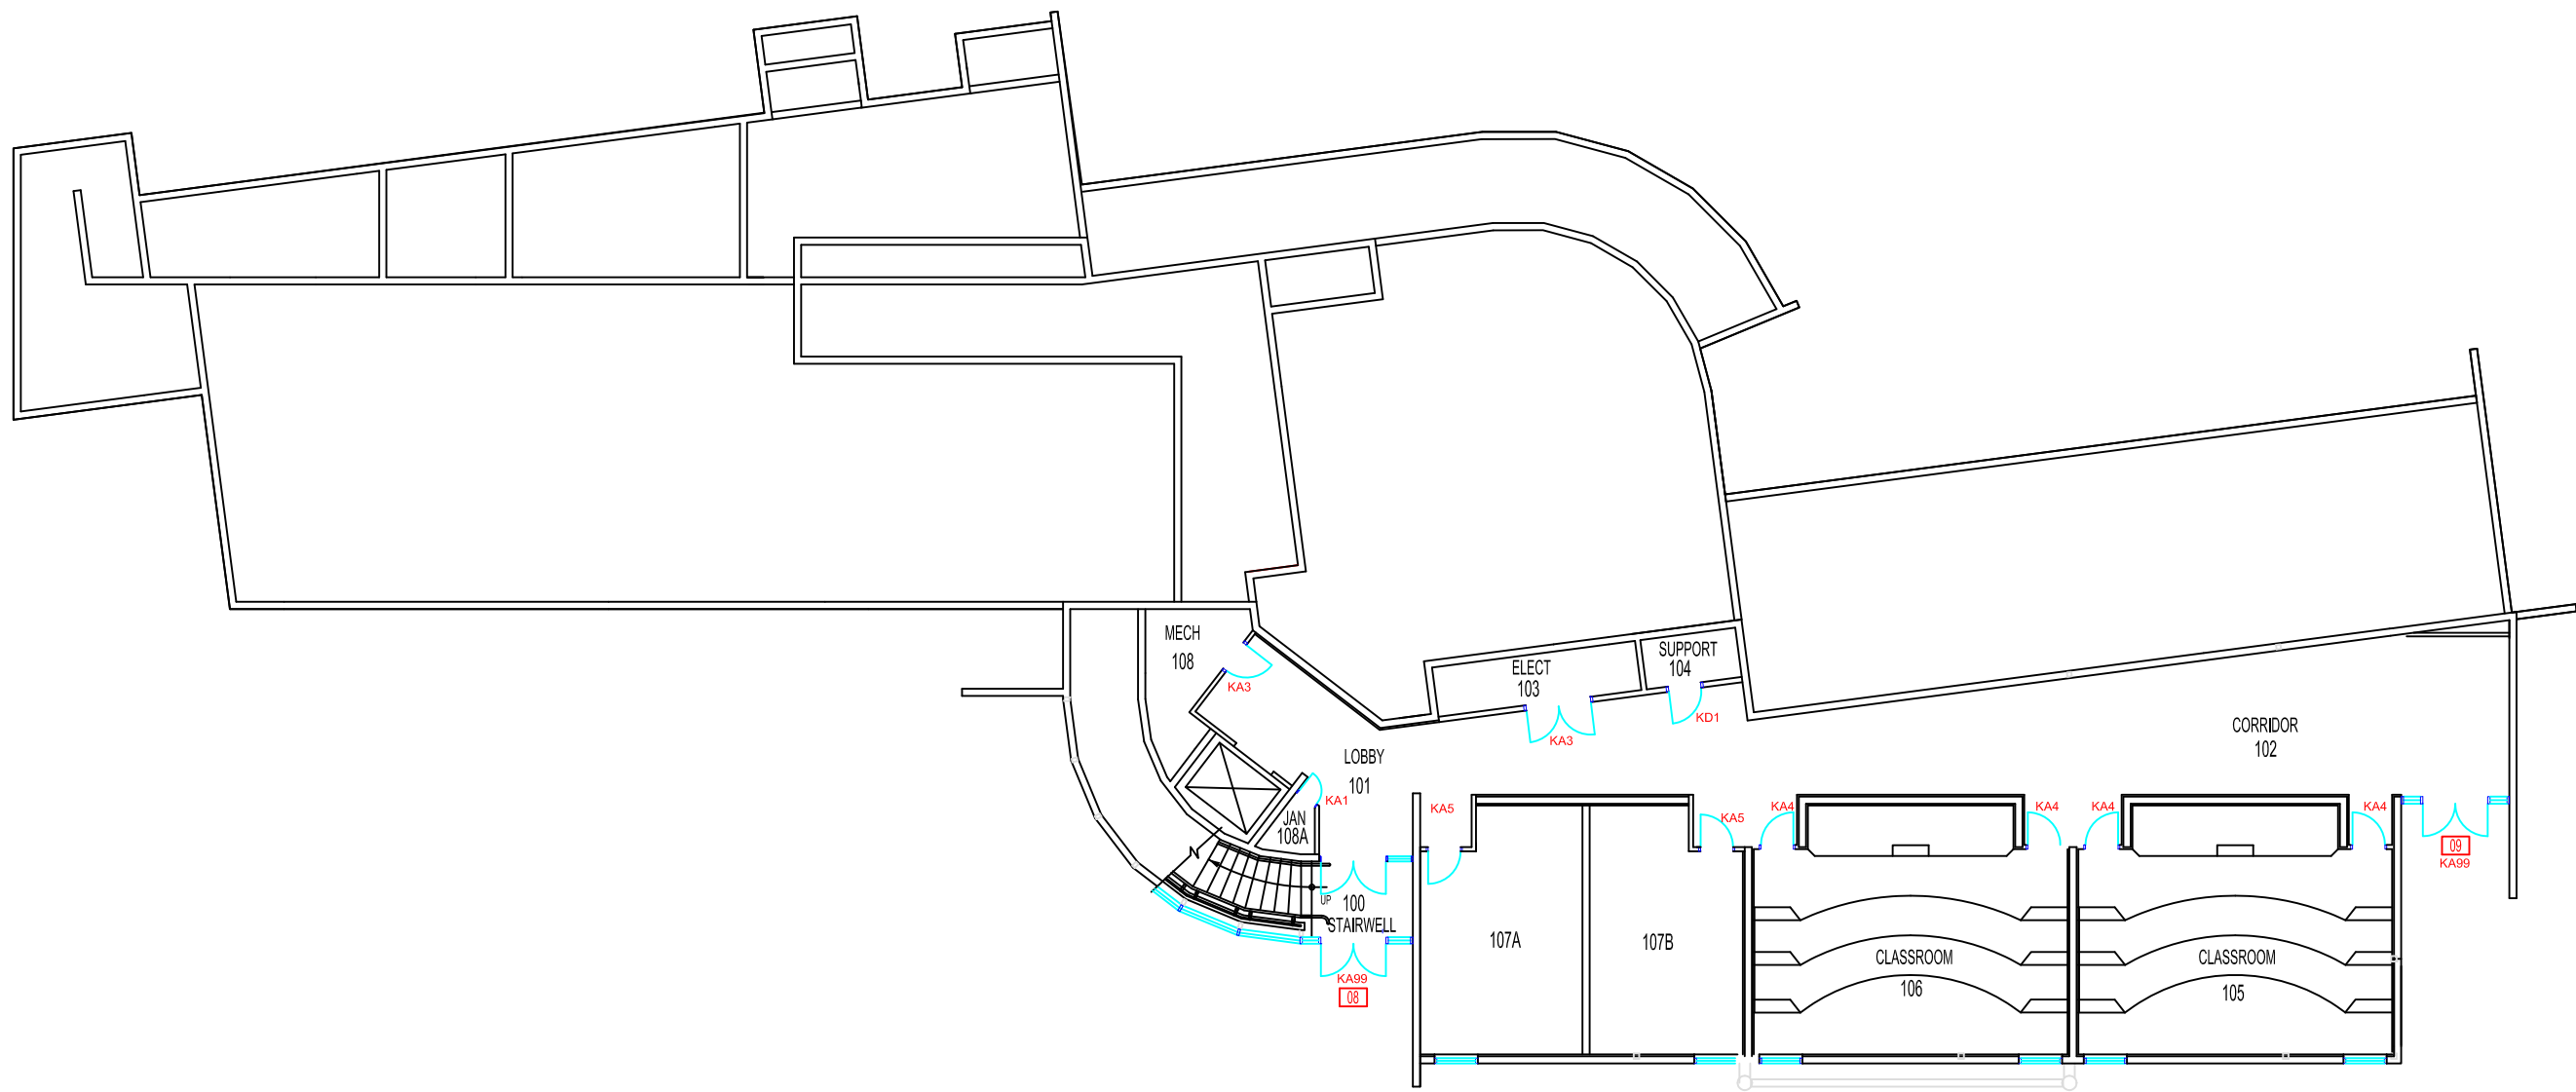 MECH
108
KA3
ELECT
103
KA3
SUPPORT
104
KD1
CORRIDOR
102
LOBBY
101
KA1
JAN
108A
KA5
KA5
KA4
KA4
KA4
KA4
09
KA99
UP
100
STAIRWELL
KA99
08
107A
107B
CLASSROOM
106
CLASSROOM
105
N